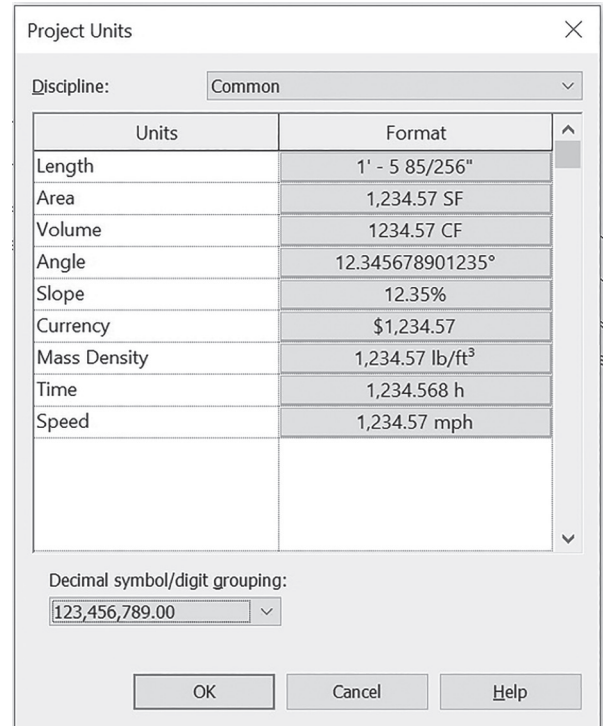 Project Units
Discipline: Common
Units Format
Length 1' - 5 85/256"
Area 1,234.57 SF
Volume 1234.57 CF
Angle 12.345678901235°
Slope 12.35%
Currency $1,234.57
Mass Density 1,234.57 lb/ft³
Time 1,234.568 h
Speed 1,234.57 mph
Decimal symbol/digit grouping:
123,456,789.00
OK Cancel Help